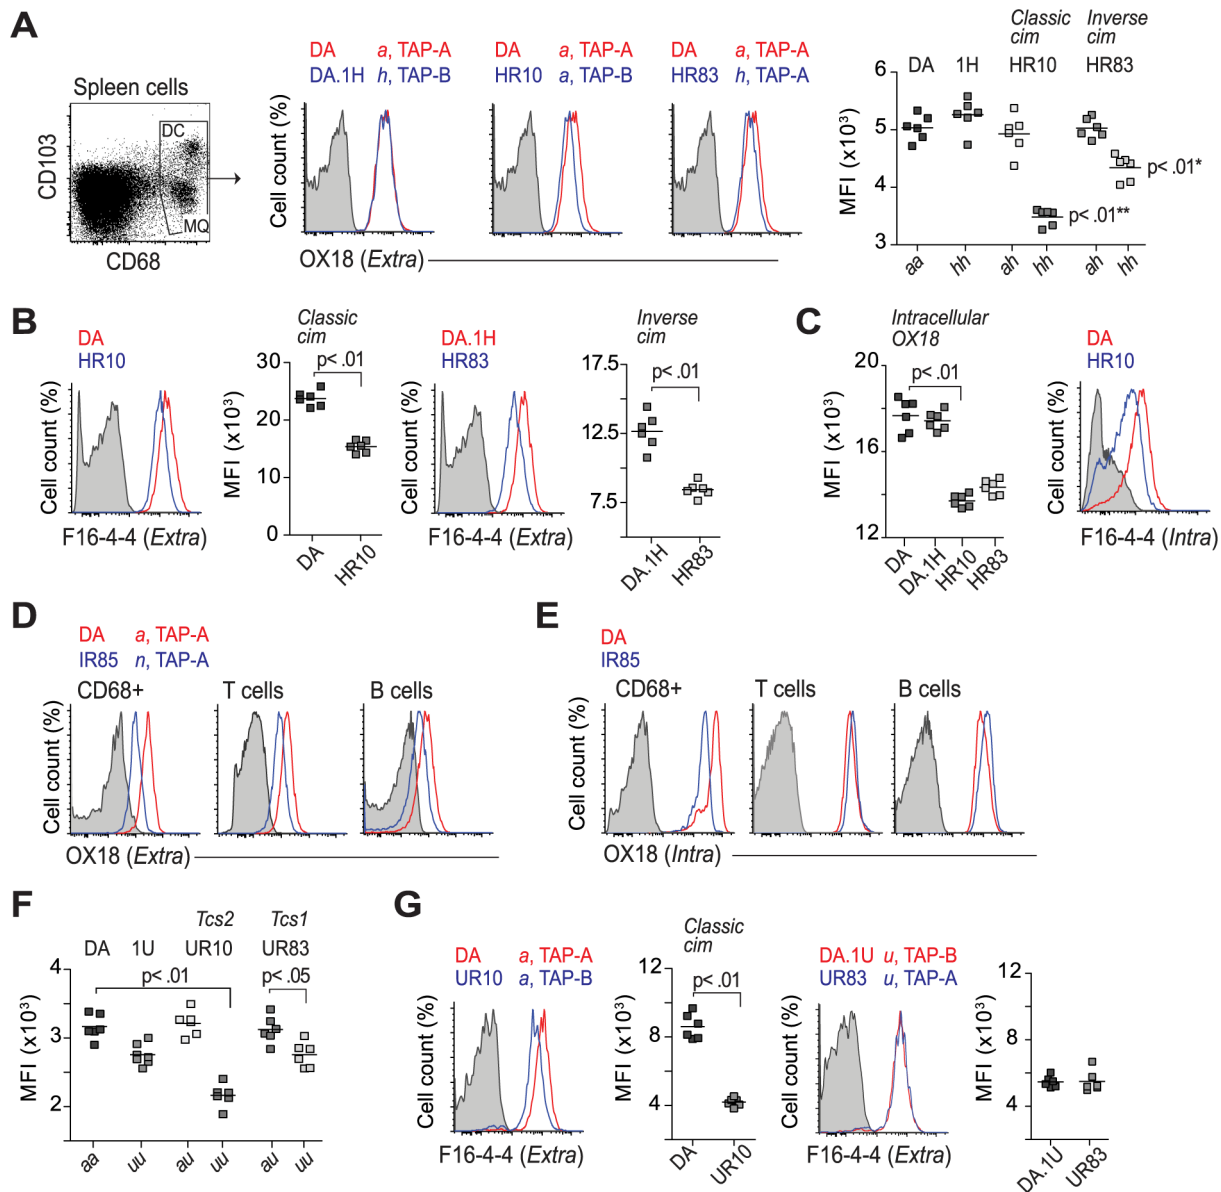 A
Spleen cells
DC
MQ
CD103
CD68
DA a, TAP-A
DA.1H h, TAP-B
DA a, TAP-A
HR10 a, TAP-B
DA a, TAP-A
HR83 h, TAP-A
Cell count (%)
OX18 (Extra)
Classic cim
Inverse cim
DA 1H HR10 HR83
MFI (x10³)
6
5
4
3
p< .01*
p< .01**
aa hh ah hh ah hh
B
DA
HR10
Cell count (%)
F16-4-4 (Extra)
Classic cim
p< .01
MFI (x10³)
30
20
10
0
DA HR10
DA.1H
HR83
Cell count (%)
F16-4-4 (Extra)
Inverse cim
p< .01
17.5
12.5
7.5
DA.1H HR83
C
Intracellular
OX18
p< .01
MFI (x10³)
20
16
12
DA DA.1H HR10 HR83
DA
HR10
Cell count (%)
F16-4-4 (Intra)
D
DA a, TAP-A
IR85 n, TAP-A
CD68+ T cells B cells
Cell count (%)
OX18 (Extra)
E
DA
IR85
CD68+ T cells B cells
Cell count (%)
OX18 (Intra)
F
Tcs2 Tcs1
DA 1U UR10 UR83
p< .01 p< .05
MFI (x10³)
4
3
2
aa uu au uu au uu
G
DA a, TAP-A
UR10 a, TAP-B
Cell count (%)
F16-4-4 (Extra)
Classic cim
p< .01
MFI (x10³)
12
8
4
DA UR10
DA.1U u, TAP-B
UR83 u, TAP-A
Cell count (%)
F16-4-4 (Extra)
MFI (x10³)
12
8
4
DA.1U UR83